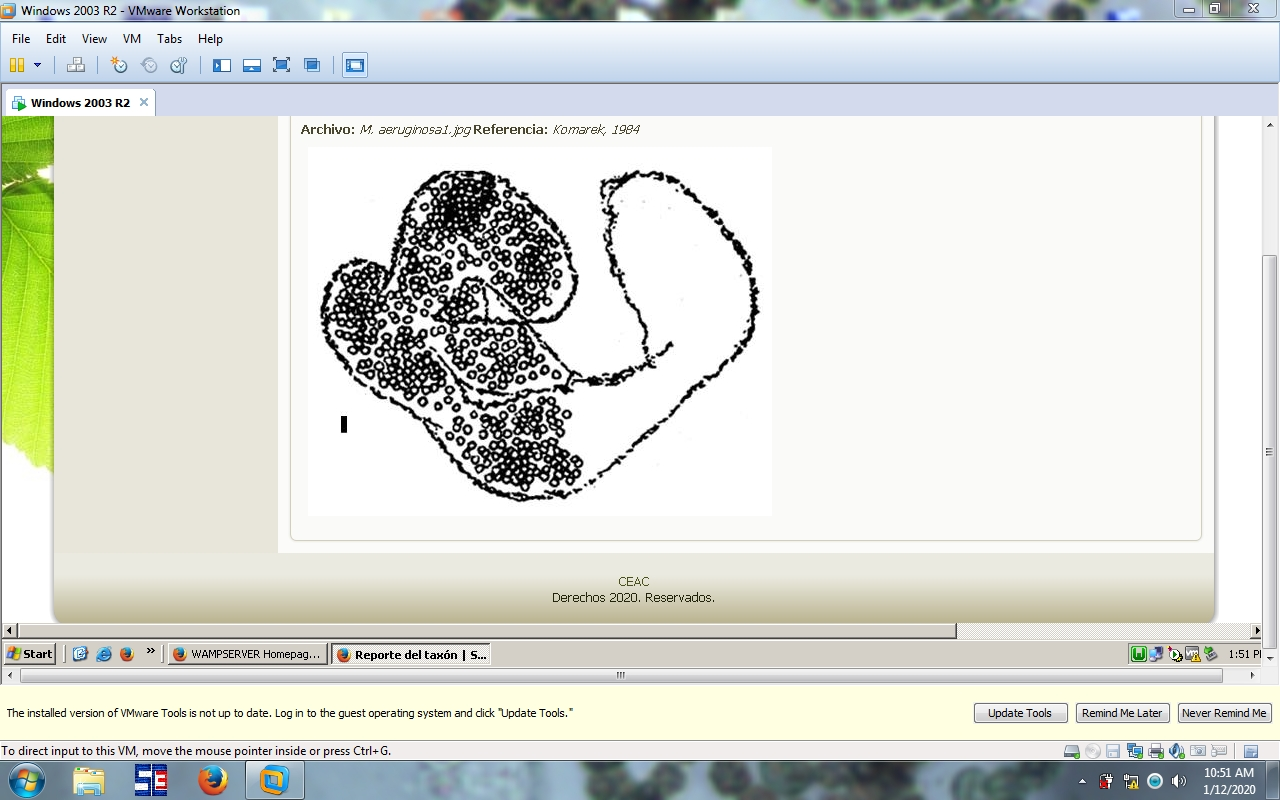 Windows 2003 R2 - VMware Workstation
File Edit View VM Tabs Help
Windows 2003 R2
Archivo: M. aeruginosa1.jpg Referencia: Komarek, 1984
CEAC
Derechos 2020. Reservados.
Start
WAMPSERVER Homepag...
Reporte del taxón | S...
1:51
The installed version of VMware Tools is not up to date. Log in to the guest operating system and click "Update Tools."
Update Tools
Remind Me Later
Never Remind Me
To direct input to this VM, move the mouse pointer inside or press Ctrl+G.
10:51 AM
1/12/2020